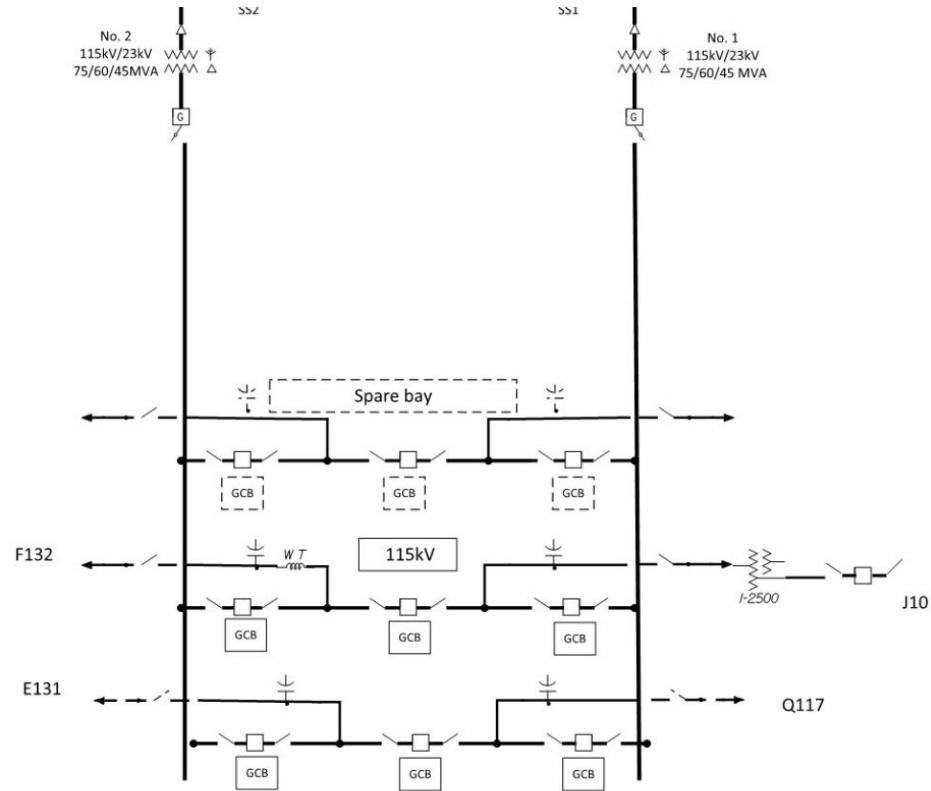 SS2
SS1
No. 2
115kV/23kV
75/60/45MVA
No. 1
115kV/23kV
75/60/45 MVA
G
G
Spare bay
GCB
GCB
GCB
F132
W T
115kV
1-2500
J10
GCB
GCB
GCB
E131
Q117
GCB
GCB
GCB